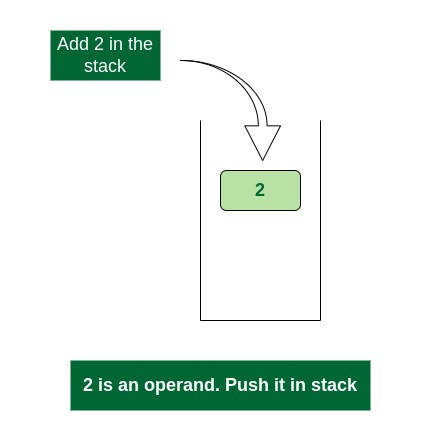 Add 2 in the
stack
2
2 is an operand. Push it in stack